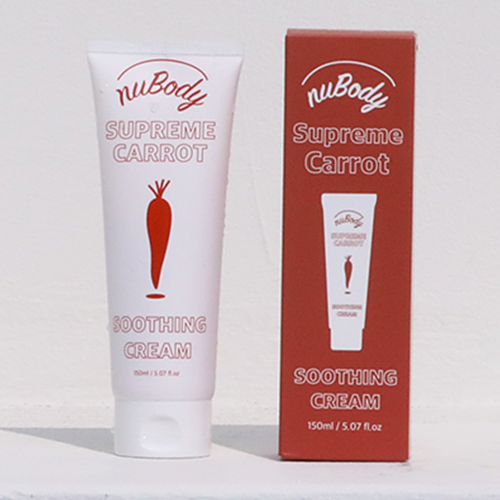 nuBody
SUPREME
CARROT
SOOTHING
CREAM
150ml / 5.07 fl.oz
nuBody
Supreme
Carrot
nuBody
SUPREME
CARROT
SOOTHING
CREAM
SOOTHING
CREAM
150ml / 5.07 fl.oz